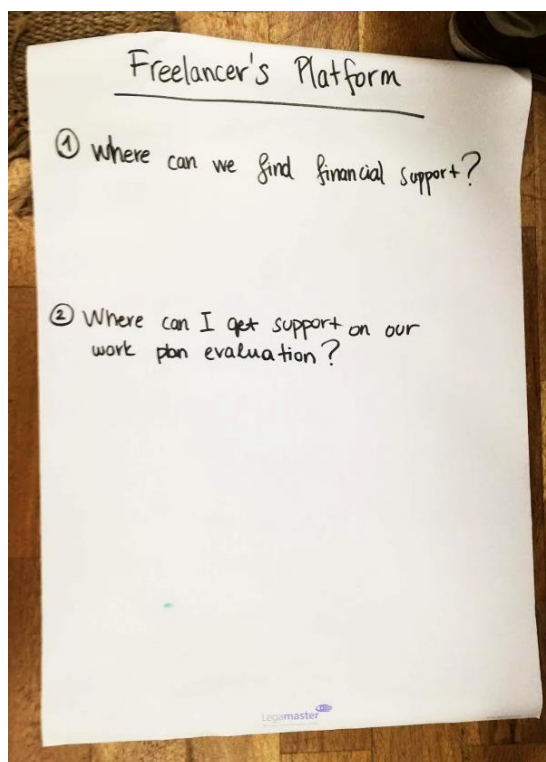 Freelancer's Platform
① Where can we find financial support?
② Where can I get support on our
work plan evaluation?
Legamaster